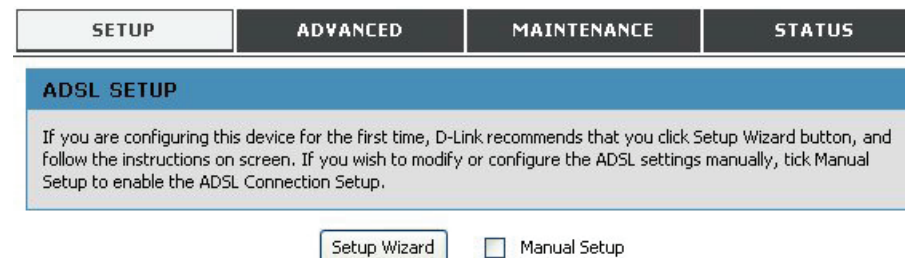 SETUP ADVANCED MAINTENANCE STATUS
ADSL SETUP
If you are configuring this device for the first time, D-Link recommends that you click Setup Wizard button, and
follow the instructions on screen. If you wish to modify or configure the ADSL settings manually, tick Manual
Setup to enable the ADSL Connection Setup.
Setup Wizard Manual Setup